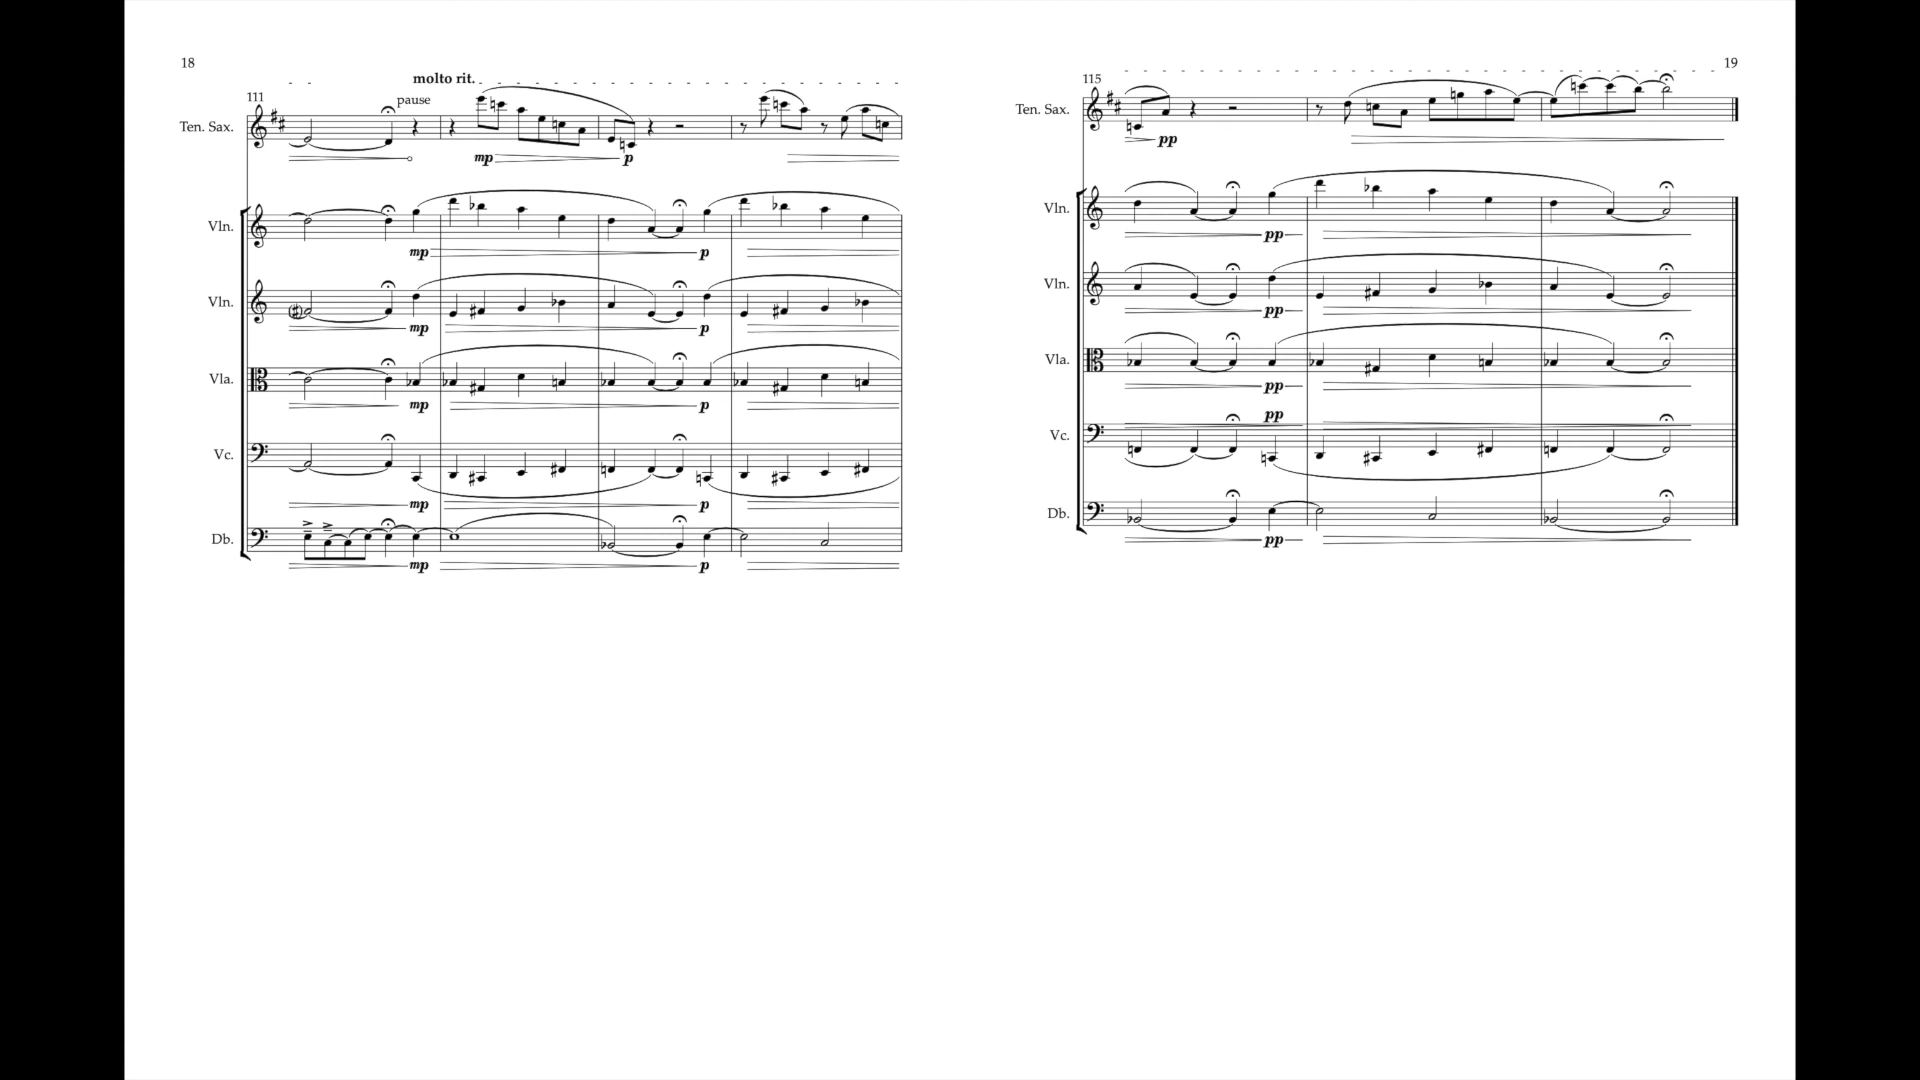 18
molto rit.
111
pause
Ten. Sax.
mp
p
Vln.
mp
p
Vln.
mp
p
Vla.
mp
p
Vc.
mp
p
Db.
mp
p
19
115
Ten. Sax.
pp
Vln.
pp
Vln.
pp
Vla.
pp
pp
Vc.
Db.
pp